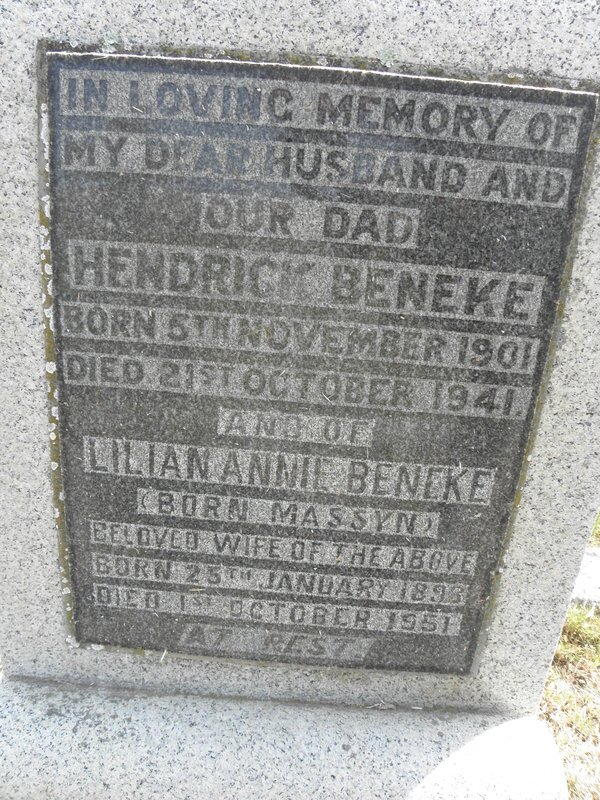 IN LOVING MEMORY OF
MY DEAR HUSBAND AND
OUR DAD
HENDRICK BENEKE
BORN 5TH NOVEMBER 1901
DIED 21ST OCTOBER 1941
AND OF
LILIAN ANNIE BENEKE
(BORN MASSYN)
BELOVED WIFE OF THE ABOVE
BORN 25TH JANUARY
DIED 1ST OCTOBER 1951
AT REST